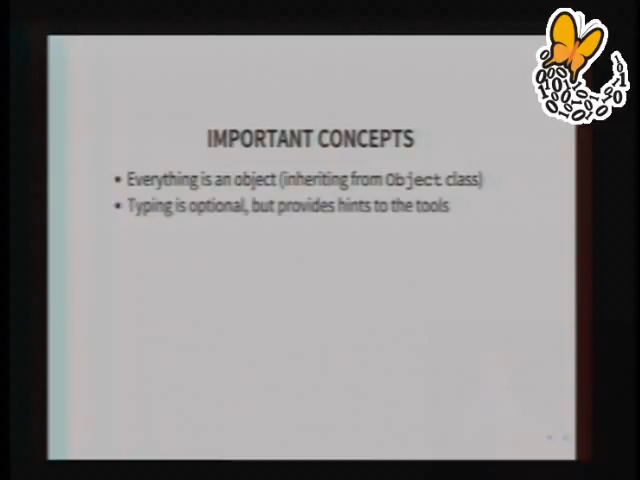 IMPORTANT CONCEPTS
• Everything is an object (inheriting from Object class)
• Typing is optional, but provides hints to the tools